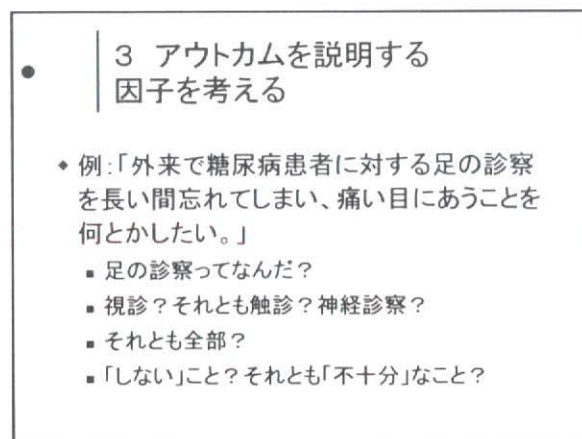 3 アウトカムを説明する
因子を考える
例:「外来で糖尿病患者に対する足の診察
を長い間忘れてしまい、痛い目にあうことを
何とかしたい。」
足の診察ってなんだ?
視診?それとも触診?神経診察?
それとも全部?
「しない」こと?それとも「不十分」なこと?